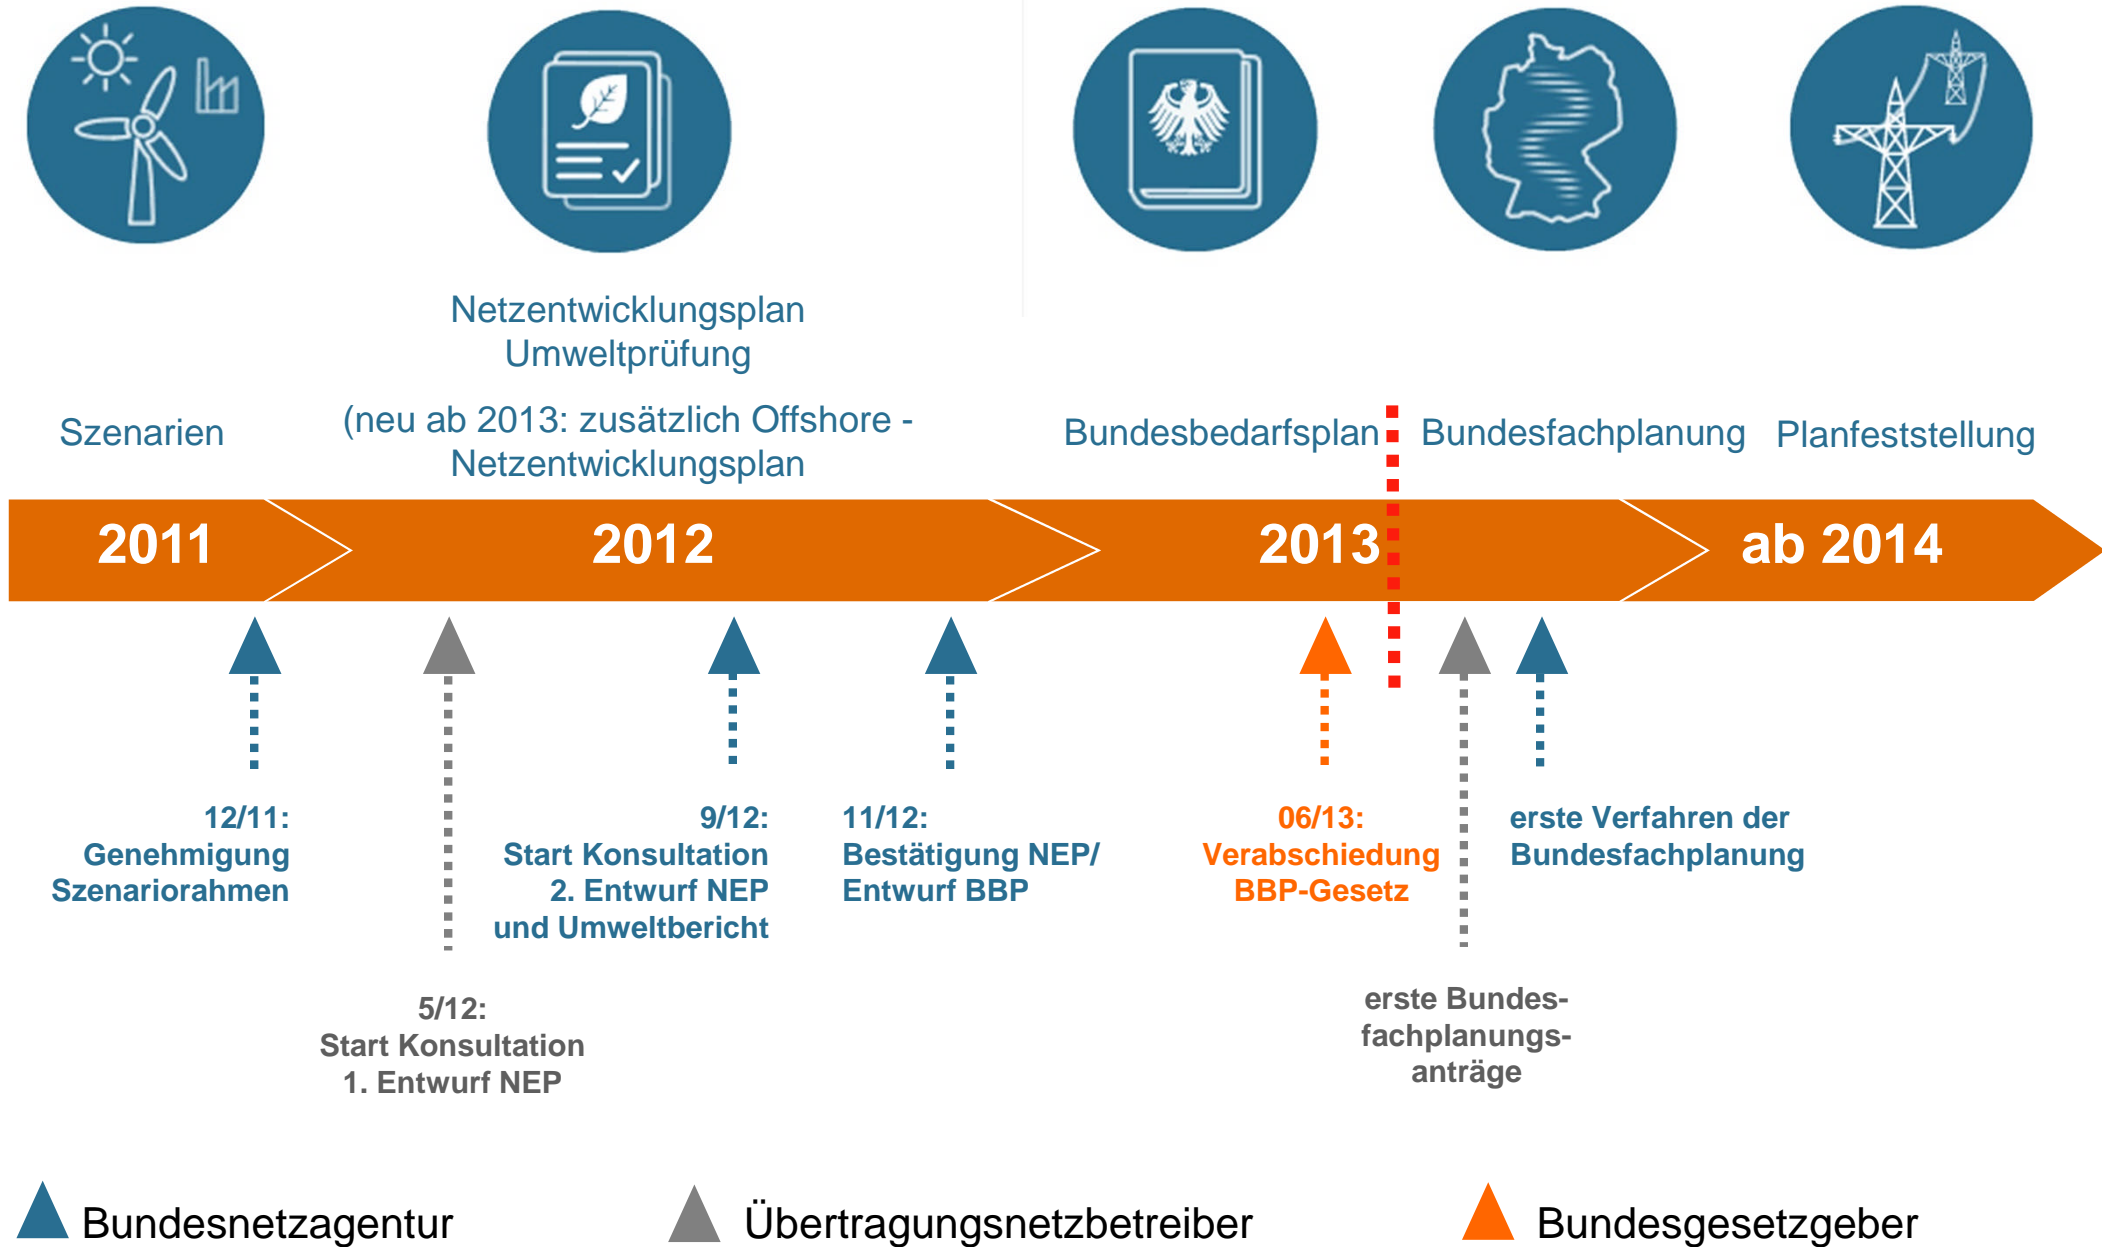 Netzentwicklungsplan
Umweltprüfung
Szenarien
(neu ab 2013: zusätzlich Offshore -
Netzentwicklungsplan
Bundesbedarfsplan
Bundesfachplanung
Planfeststellung
2011
2012
2013
ab 2014
12/11:
Genehmigung
Szenariorahmen
5/12:
Start Konsultation
1. Entwurf NEP
9/12:
Start Konsultation
2. Entwurf NEP
und Umweltbericht
11/12:
Bestätigung NEP/
Entwurf BBP
06/13:
Verabschiedung
BBP-Gesetz
erste Bundes-
fachplanungs-
anträge
erste Verfahren der
Bundesfachplanung
Bundesnetzagentur
Übertragungsnetzbetreiber
Bundesgesetzgeber